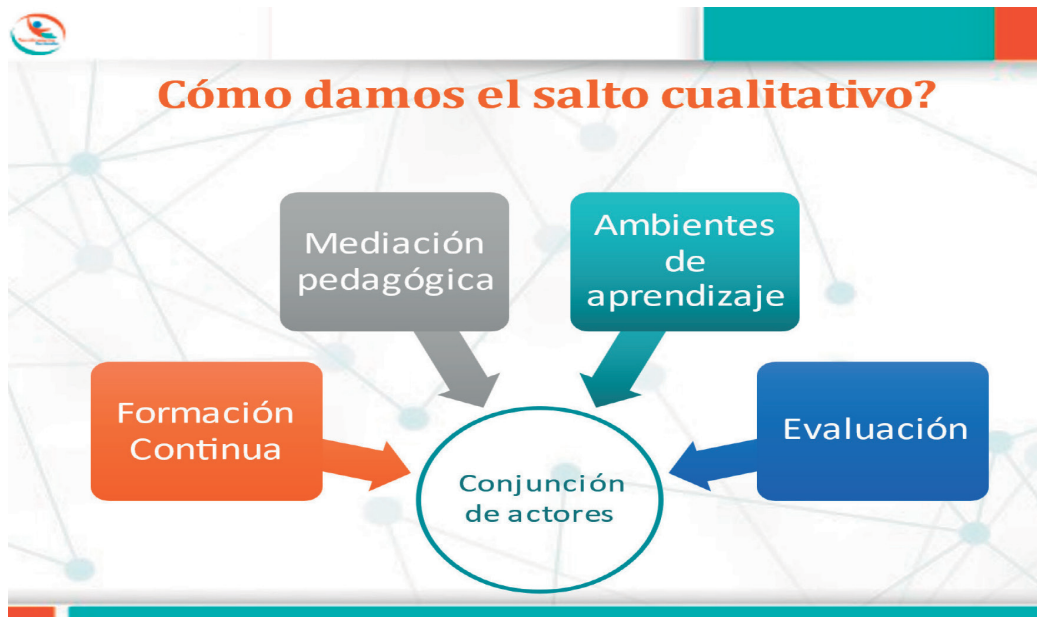 Cómo damos el salto cualitativo?
Mediación
pedagógica
Ambientes
de
aprendizaje
Formación
Continua
Evaluación
Conjunción
de actores